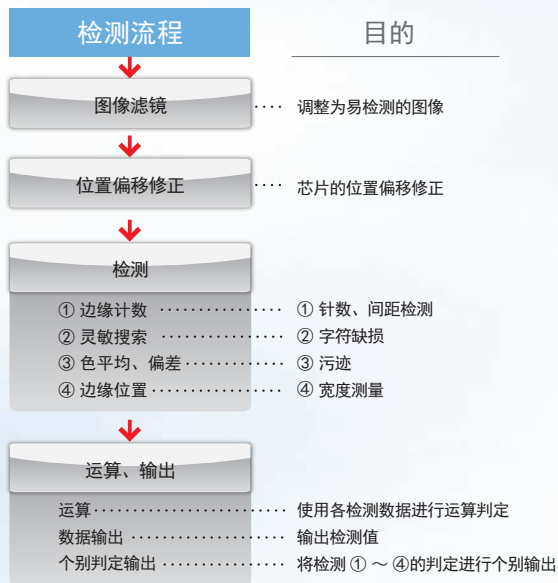 检测流程 目的
图像滤镜 ···· 调整为易检测的图像
位置偏移修正 ···· 芯片的位置偏移修正
检测
① 边缘计数 ················ ① 针数、间距检测
② 灵敏搜索 ················ ② 字符缺损
③ 色平均、偏差 ············· ③ 污迹
④ 边缘位置 ················· ④ 宽度测量
运算、输出
运算 ························ 使用各检测数据进行运算判定
数据输出 ··················· 输出检测值
个别判定输出 ··············· 将检测 ① ～ ④的判定进行个别输出